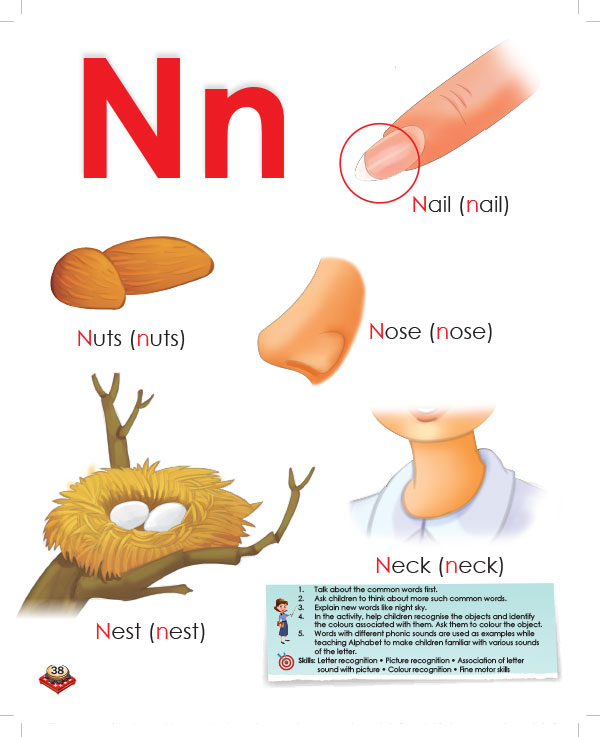 Nn
Nail (nail)
Nuts (nuts)
Nose (nose)
Neck (neck)
Nest (nest)
1. Talk about the common words first.
2. Ask children to think about more such common words.
3. Explain new words like night sky.
4. In the activity, help children recognise the objects and identify
the colours associated with them. Ask them to colour the object.
5. Words with different phonic sounds are used as examples while
teaching Alphabet to make children familiar with various sounds
of the letter.
Skills: Letter recognition • Picture recognition • Association of letter
sound with picture • Colour recognition • Fine motor skills
38